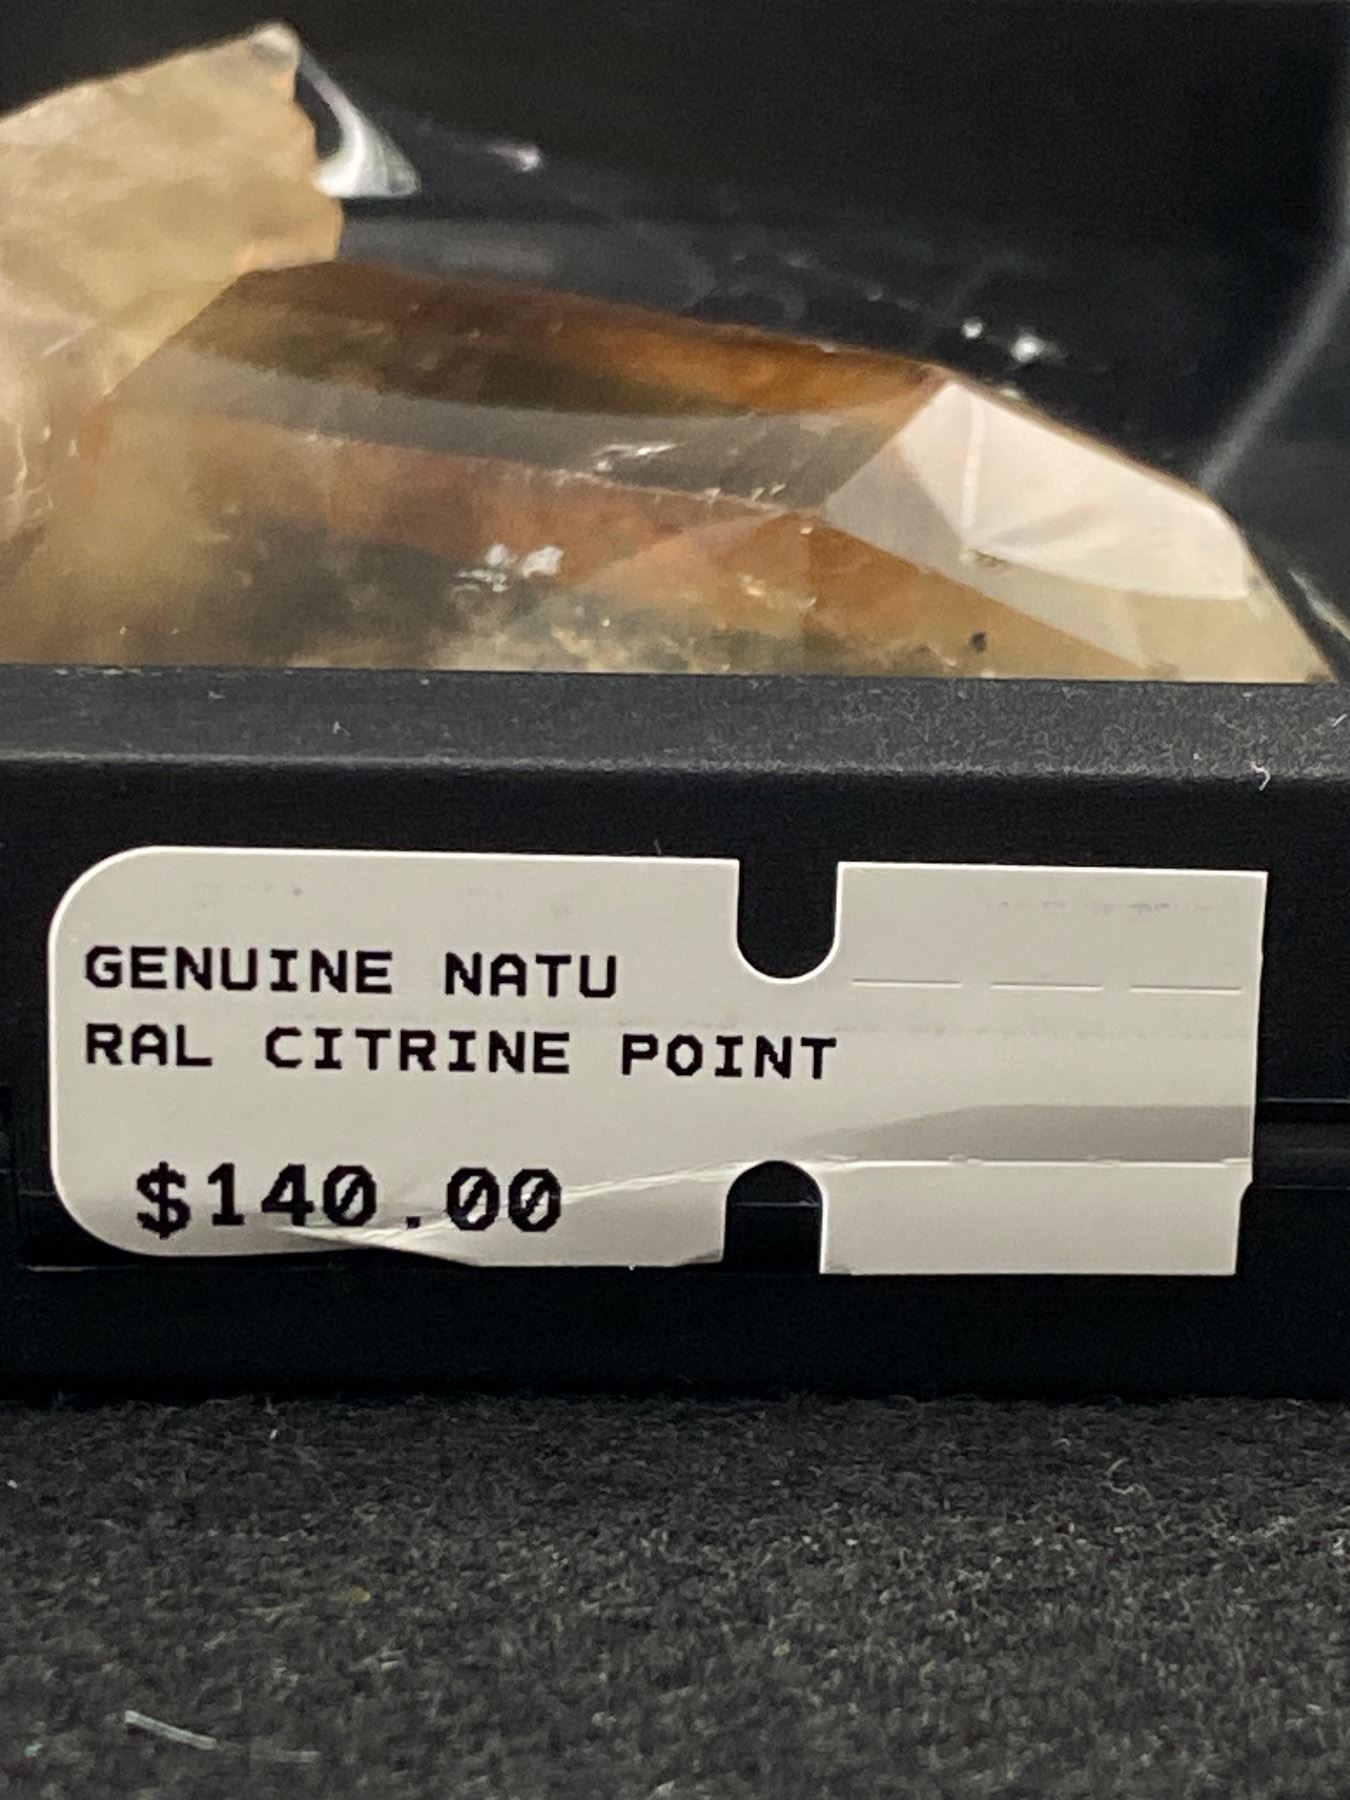 GENUINE NATU
RAL CITRINE POINT
$140.00